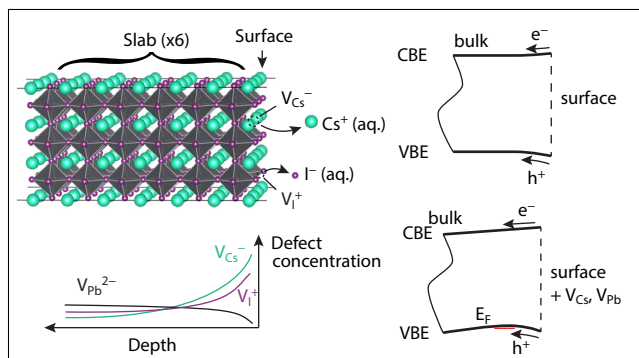 Slab (x6)
Surface
V_Cs^−
Cs^+ (aq.)
I^− (aq.)
V_I^+
Defect
concentration
V_Cs^−
V_Pb^2−
V_I^+
Depth
CBE
bulk
e^−
surface
VBE
h^+
bulk
e^−
CBE
surface
+ V_Cs, V_Pb
E_F
VBE
h^+